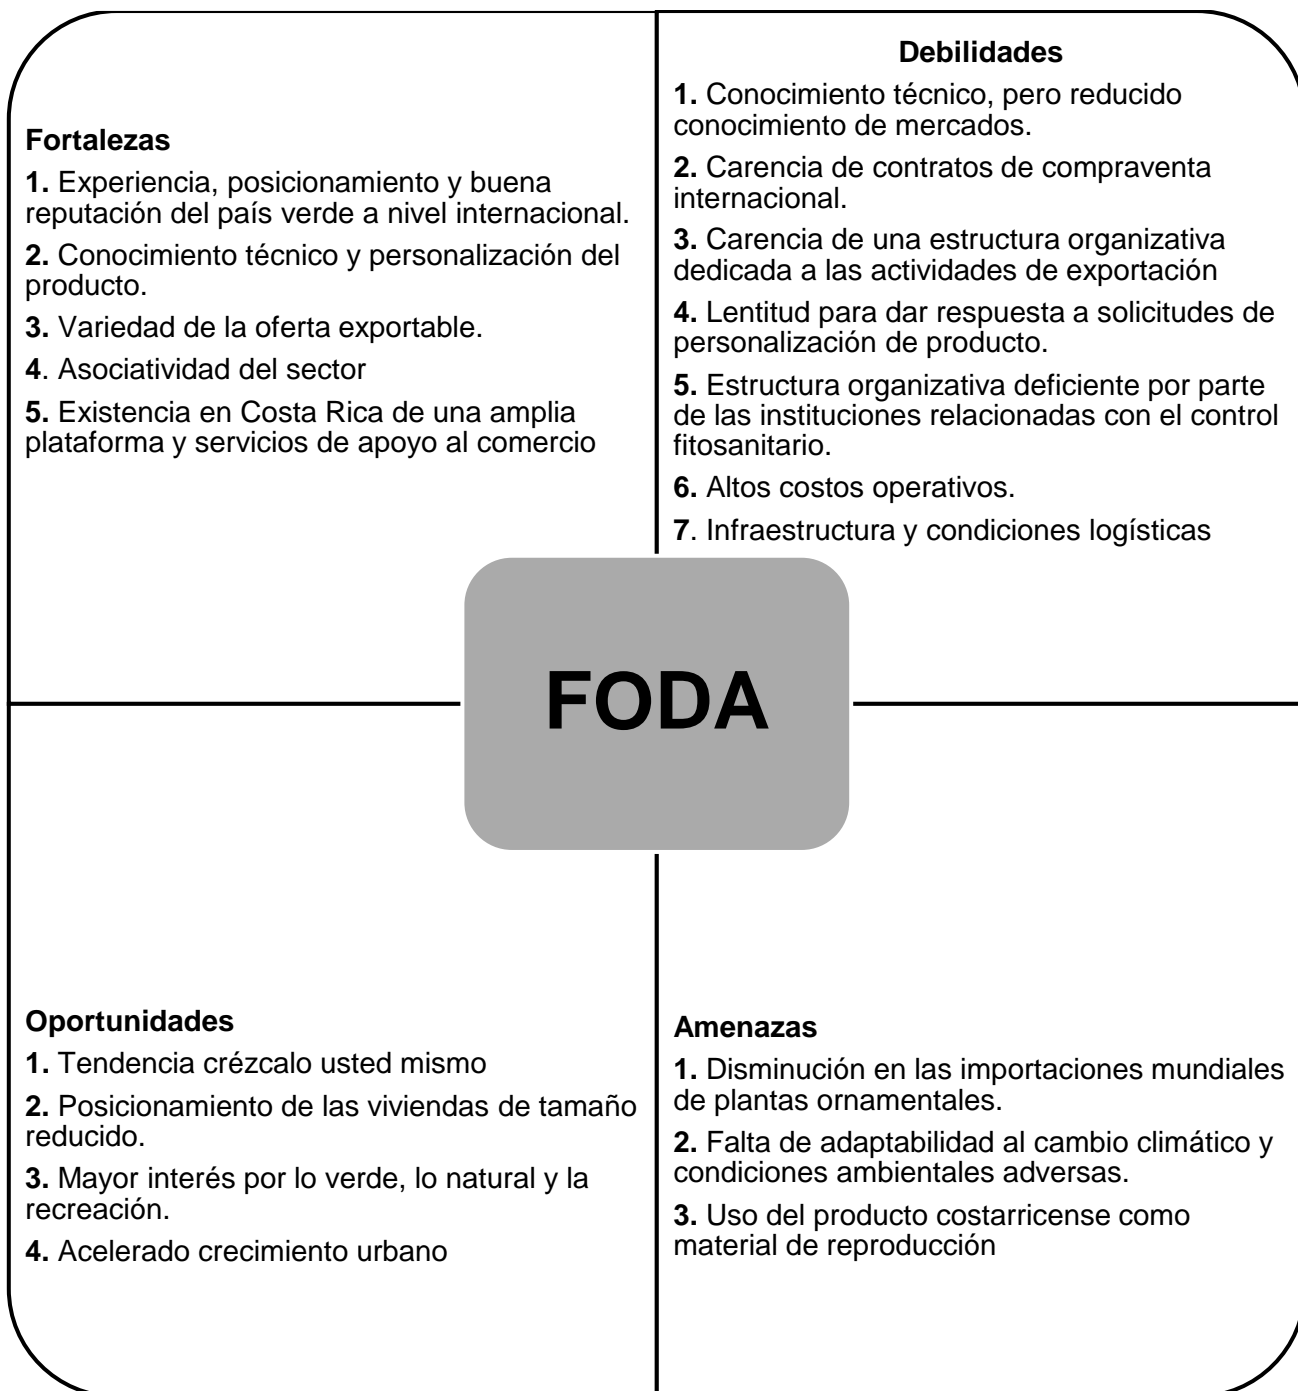 Fortalezas
1. Experiencia, posicionamiento y buena
reputación del país verde a nivel internacional.
2. Conocimiento técnico y personalización del
producto.
3. Variedad de la oferta exportable.
4. Asociatividad del sector
5. Existencia en Costa Rica de una amplia
plataforma y servicios de apoyo al comercio
Debilidades
1. Conocimiento técnico, pero reducido
conocimiento de mercados.
2. Carencia de contratos de compraventa
internacional.
3. Carencia de una estructura organizativa
dedicada a las actividades de exportación
4. Lentitud para dar respuesta a solicitudes de
personalización de producto.
5. Estructura organizativa deficiente por parte
de las instituciones relacionadas con el control
fitosanitario.
6. Altos costos operativos.
7. Infraestructura y condiciones logísticas
FODA
Oportunidades
1. Tendencia crézcalo usted mismo
2. Posicionamiento de las viviendas de tamaño
reducido.
3. Mayor interés por lo verde, lo natural y la
recreación.
4. Acelerado crecimiento urbano
Amenazas
1. Disminución en las importaciones mundiales
de plantas ornamentales.
2. Falta de adaptabilidad al cambio climático y
condiciones ambientales adversas.
3. Uso del producto costarricense como
material de reproducción